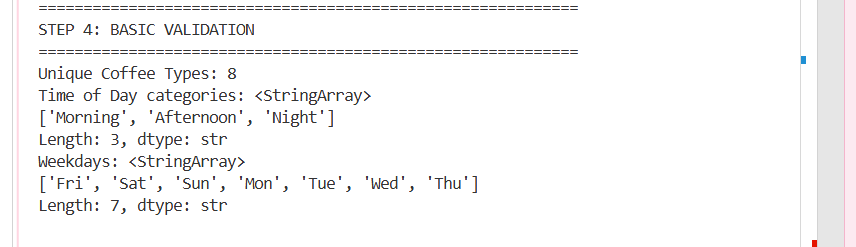 ============================================================
STEP 4: BASIC VALIDATION
============================================================
Unique Coffee Types: 8
Time of Day categories: <StringArray>
['Morning', 'Afternoon', 'Night']
Length: 3, dtype: str
Weekdays: <StringArray>
['Fri', 'Sat', 'Sun', 'Mon', 'Tue', 'Wed', 'Thu']
Length: 7, dtype: str